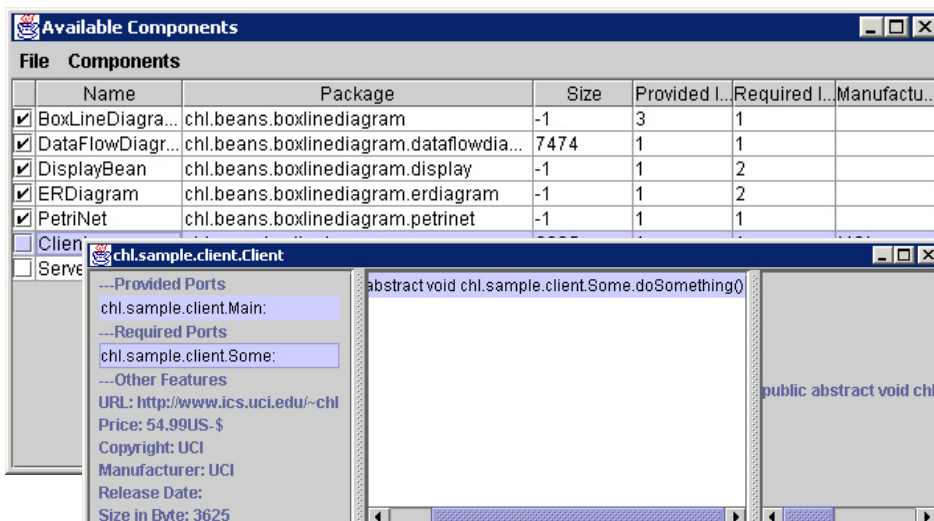 Available Components
File Components
Name Package Size Provided I... Required I... Manufactu...
BoxLineDiagra... chl.beans.boxlinediagram -1 3 1
DataFlowDiagr... chl.beans.boxlinediagram.dataflowdia... 7474 1 1
DisplayBean chl.beans.boxlinediagram.display -1 1 2
ERDiagram chl.beans.boxlinediagram.erdiagram -1 1 2
PetriNet chl.beans.boxlinediagram.petrinet -1 1 1
Clien
Serve
chl.sample.client.Client
---Provided Ports
chl.sample.client.Main:
---Required Ports
chl.sample.client.Some:
---Other Features
URL: http://www.ics.uci.edu/~chl
Price: 54.99US-$
Copyright: UCI
Manufacturer: UCI
Release Date:
Size in Byte: 3625
abstract void chl.sample.client.Some.doSomething()
public abstract void chl